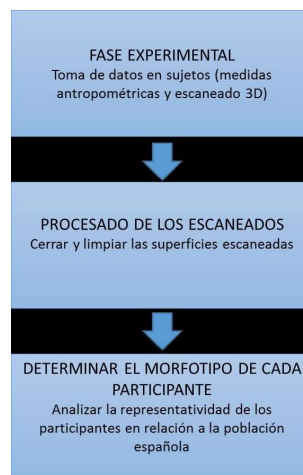 FASE EXPERIMENTAL
Toma de datos en sujetos (medidas
antropométricas y escaneado 3D)
PROCESADO DE LOS ESCANEADOS
Cerrar y limpiar las superficies escaneadas
DETERMINAR EL MORFOTIPO DE CADA
PARTICIPANTE
Analizar la representatividad de los
participantes en relación a la población
española